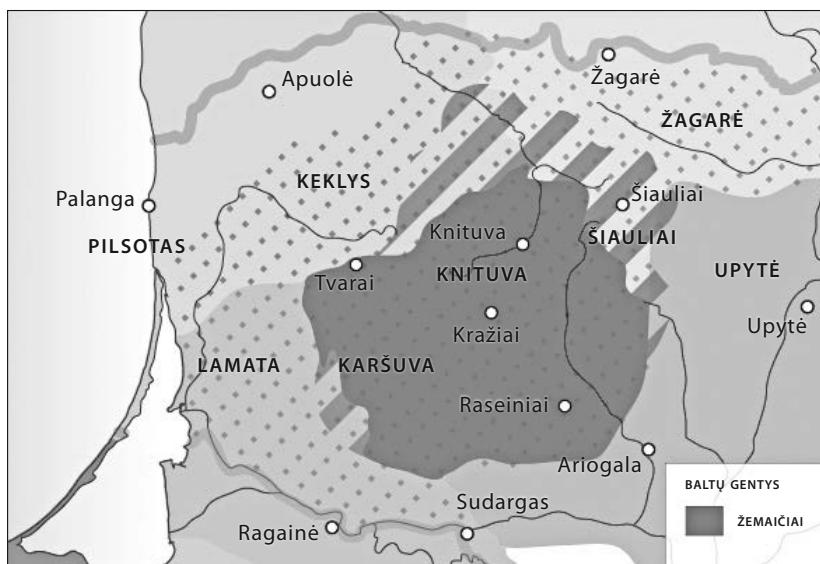 Apuolė
Žagarė
ŽAGARĖ
KEKLYS
Palanga
Šiauliai
PILSOTAS
Knituva
ŠIAULIAI
KNITUVA
UPYTĖ
Tvarai
Kražiai
Upytė
LAMATA
KARŠUVA
Raseiniai
Ariogala
Sudargas
Ragainė
BALTŲ GENTYS
ŽEMAIČIAI